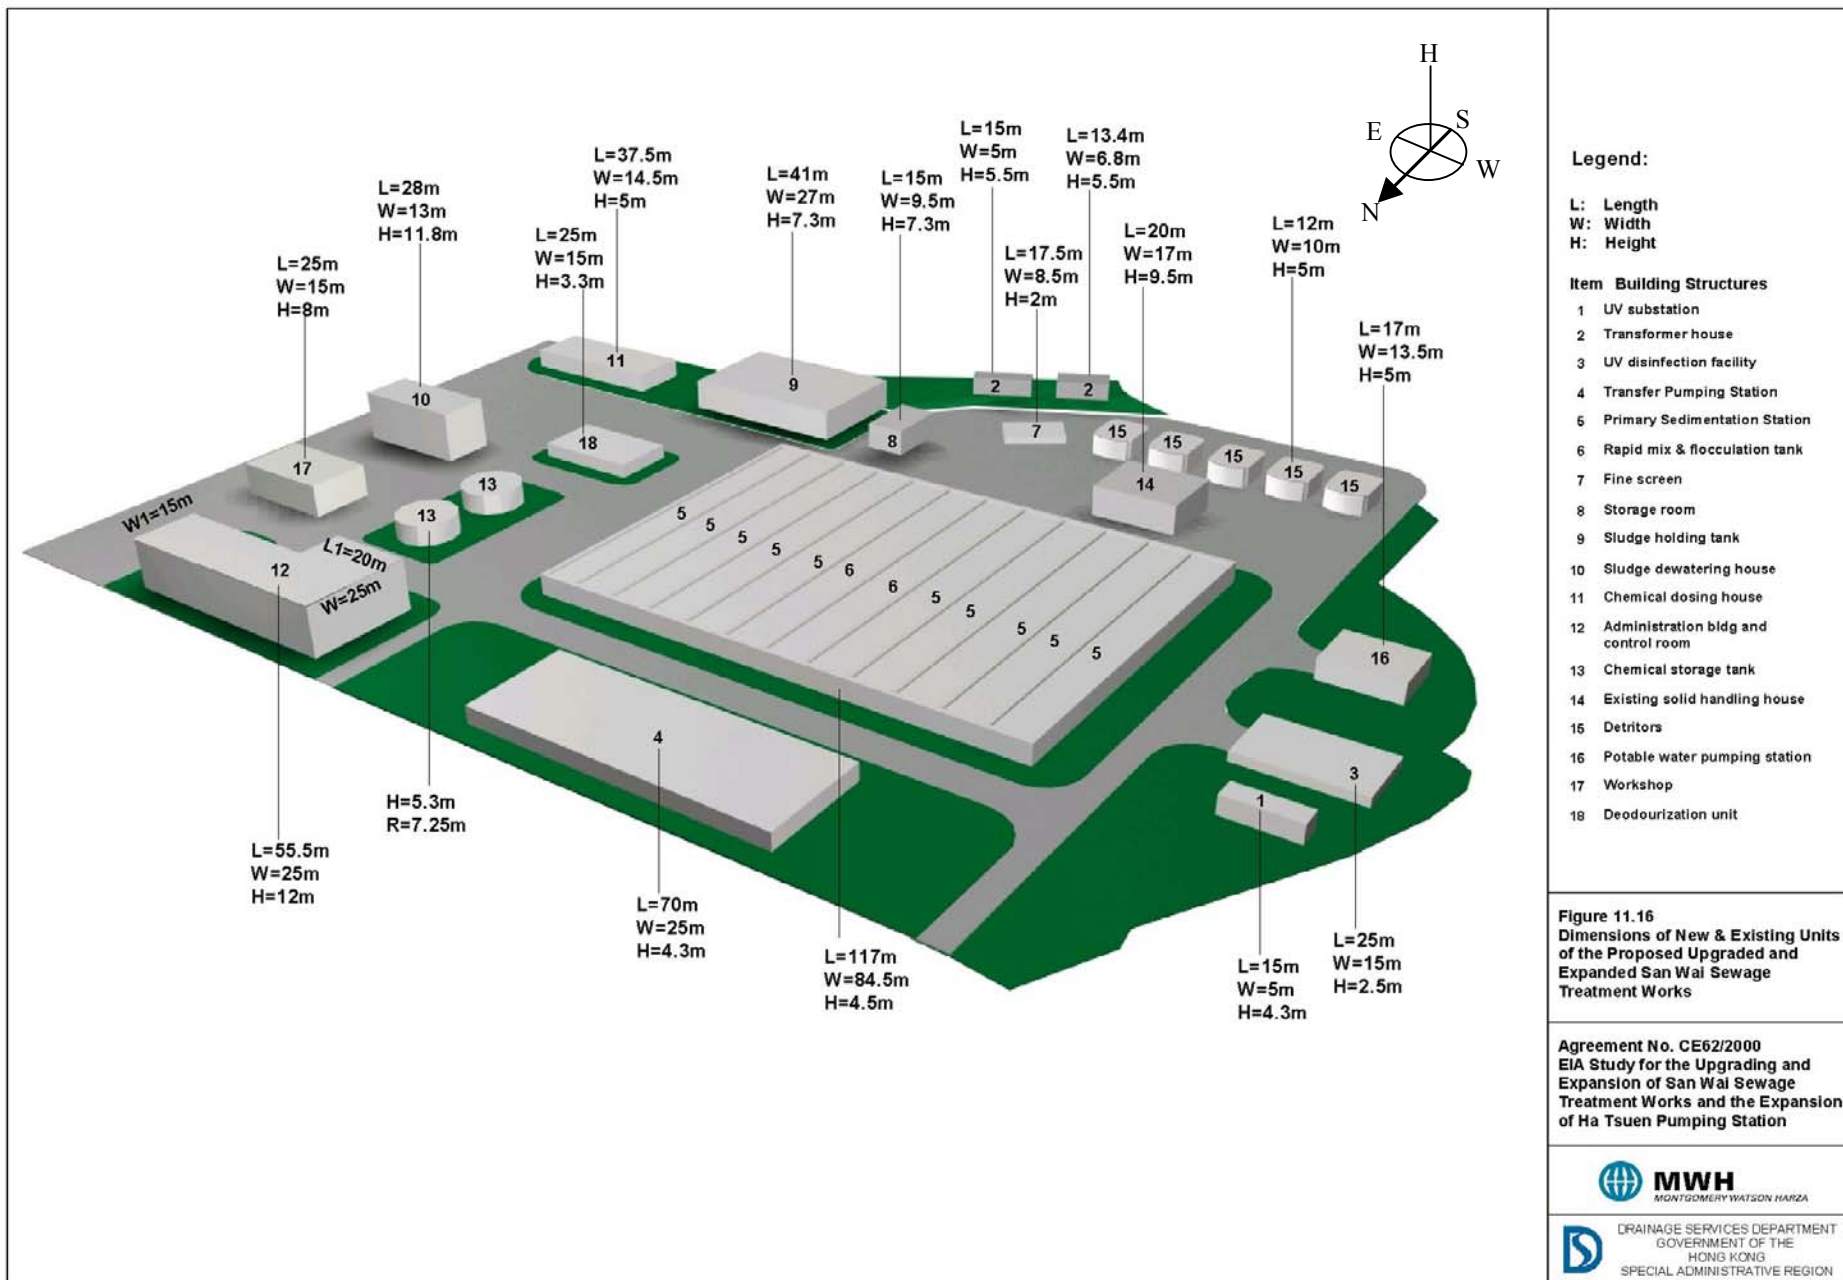 H
E
S
W
N
L=15m
W=5m
H=5.5m
L=13.4m
W=6.8m
H=5.5m
L=37.5m
W=14.5m
H=5m
L=41m
W=27m
H=7.3m
L=15m
W=9.5m
H=7.3m
L=28m
W=13m
H=11.8m
L=25m
W=15m
H=3.3m
L=20m
W=17m
H=9.5m
L=12m
W=10m
H=5m
L=17.5m
W=8.5m
H=2m
L=25m
W=15m
H=8m
L=17m
W=13.5m
H=5m
11
9
10
2
2
8
7
18
15
15
15
15
15
17
13
13
14
W1=15m
L1=20m
W=25m
12
5
5
5
5
5
6
6
5
5
5
5
5
16
4
3
1
H=5.3m
R=7.25m
L=55.5m
W=25m
H=12m
L=70m
W=25m
H=4.3m
L=117m
W=84.5m
H=4.5m
L=15m
W=5m
H=4.3m
L=25m
W=15m
H=2.5m
Legend:
L: Length
W: Width
H: Height
Item Building Structures
1 UV substation
2 Transformer house
3 UV disinfection facility
4 Transfer Pumping Station
5 Primary Sedimentation Station
6 Rapid mix & flocculation tank
7 Fine screen
8 Storage room
9 Sludge holding tank
10 Sludge dewatering house
11 Chemical dosing house
12 Administration bldg and
control room
13 Chemical storage tank
14 Existing solid handling house
15 Detritors
16 Potable water pumping station
17 Workshop
18 Deodourization unit
Figure 11.16
Dimensions of New & Existing Units
of the Proposed Upgraded and
Expanded San Wai Sewage
Treatment Works
Agreement No. CE62/2000
EIA Study for the Upgrading and
Expansion of San Wai Sewage
Treatment Works and the Expansion
of Ha Tsuen Pumping Station
MWH
MONTGOMERY WATSON HARZA
DRAINAGE SERVICES DEPARTMENT
GOVERNMENT OF THE
HONG KONG
SPECIAL ADMINISTRATIVE REGION